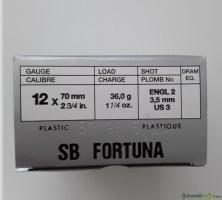 GAUGE LOAD SHOT DRAM
CALIBRE CHARGE PLOMB No EQ.
12 x 70 mm 36,0 g ENGL 2
2 3/4 in. 1 1/4 oz. 3,5 mm
US 3
PLASTIC PLASTIQUE
SB FORTUNA